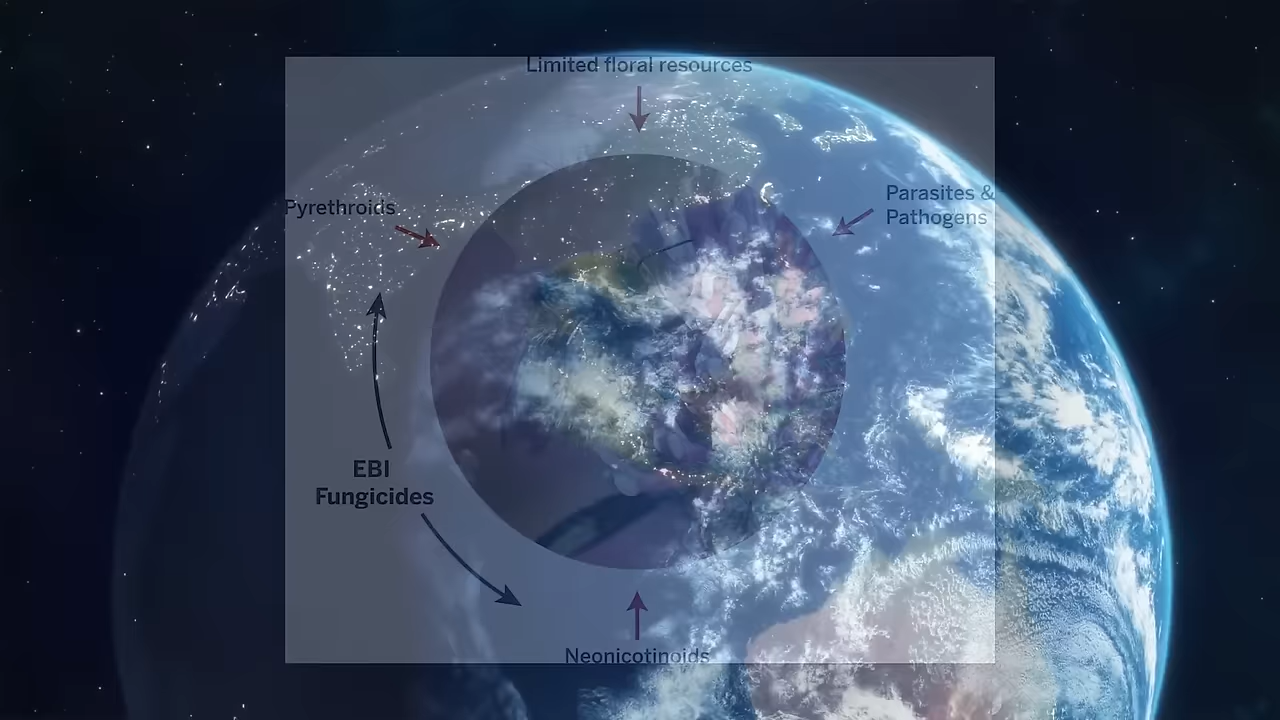 Limited floral resources
Parasites &
Pathogens
Pyrethroids
EBI
Fungicides
Neonicotinoids